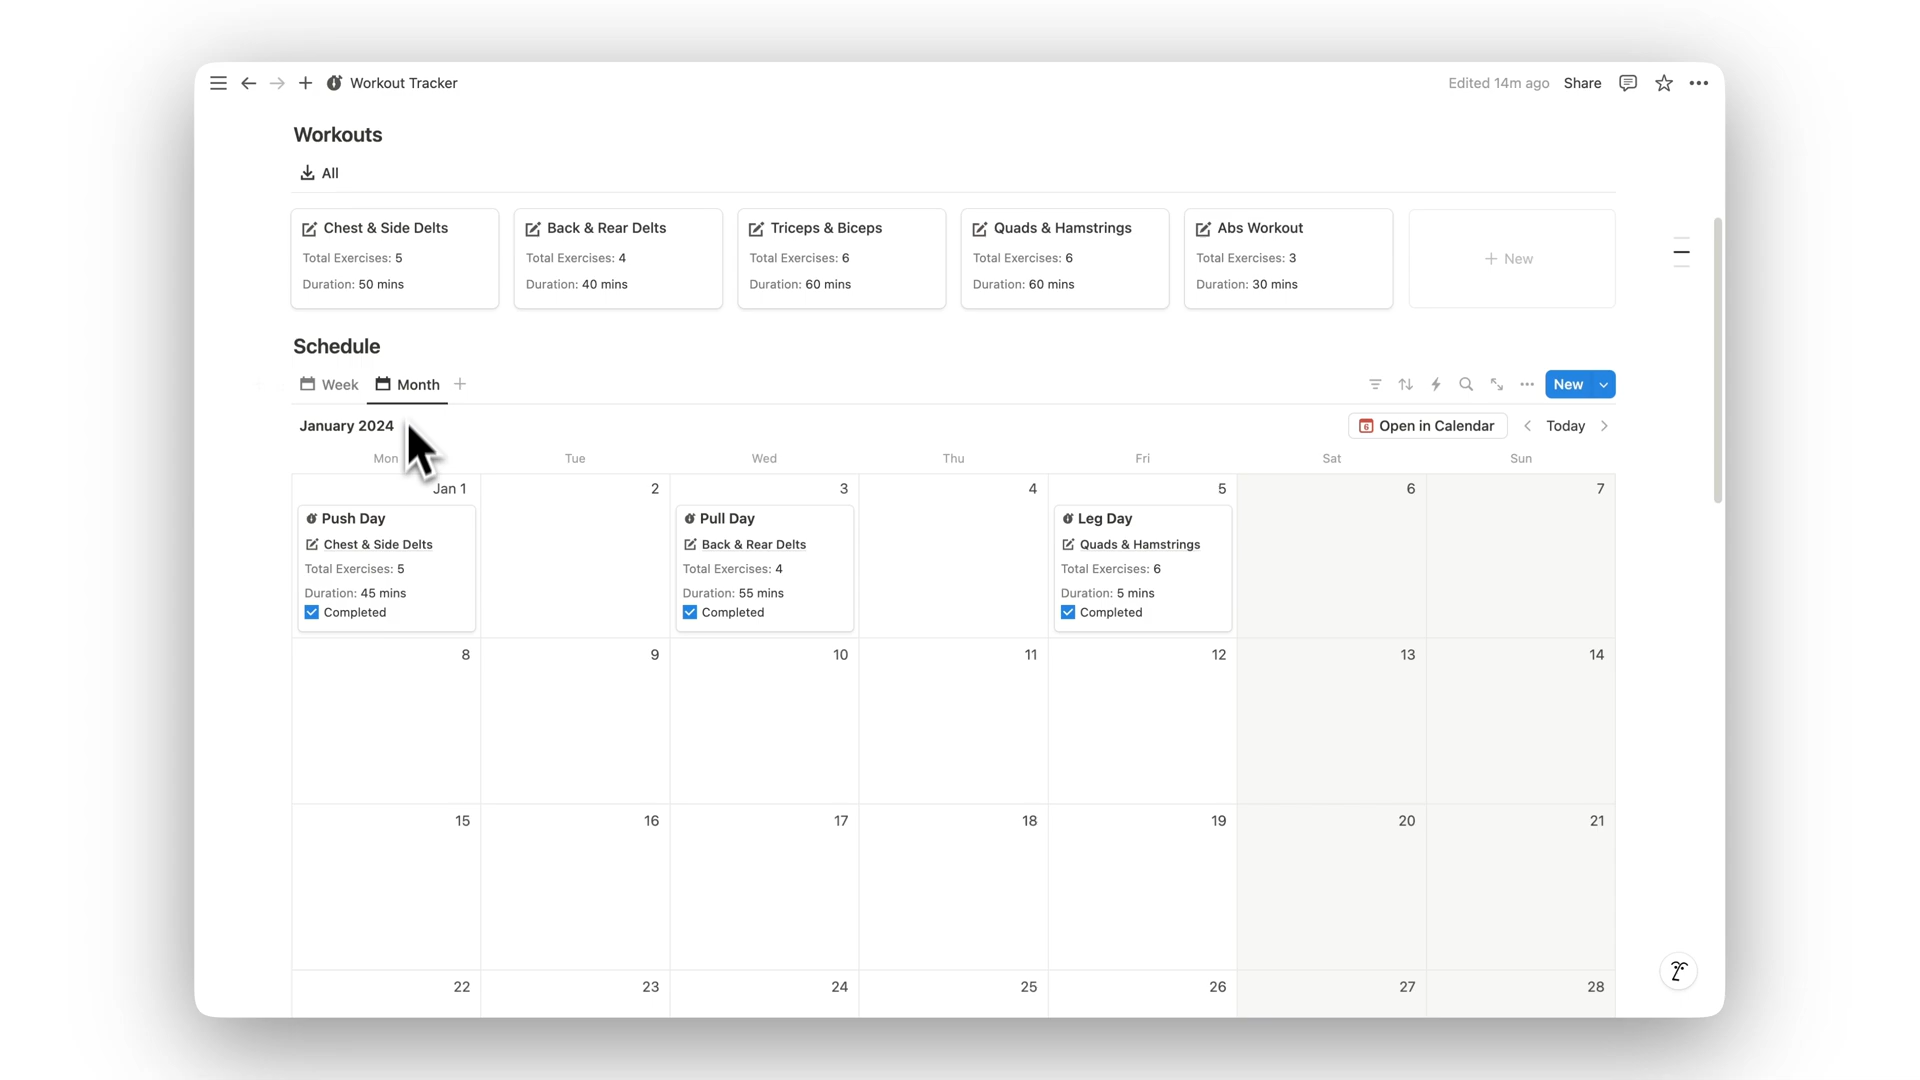 Workout Tracker
Edited 14m ago Share
Workouts
All
Chest & Side Delts
Total Exercises: 5
Duration: 50 mins
Back & Rear Delts
Total Exercises: 4
Duration: 40 mins
Triceps & Biceps
Total Exercises: 6
Duration: 60 mins
Quads & Hamstrings
Total Exercises: 6
Duration: 60 mins
Abs Workout
Total Exercises: 3
Duration: 30 mins
New
Schedule
Week Month
New
January 2024
6 Open in Calendar Today
Mon Tue Wed Thu Fri Sat Sun
Jan 1 2 3 4 5 6 7
Push Day
Chest & Side Delts
Total Exercises: 5
Duration: 45 mins
Completed
Pull Day
Back & Rear Delts
Total Exercises: 4
Duration: 55 mins
Completed
Leg Day
Quads & Hamstrings
Total Exercises: 6
Duration: 5 mins
Completed
8 9 10 11 12 13 14
15 16 17 18 19 20 21
22 23 24 25 26 27 28